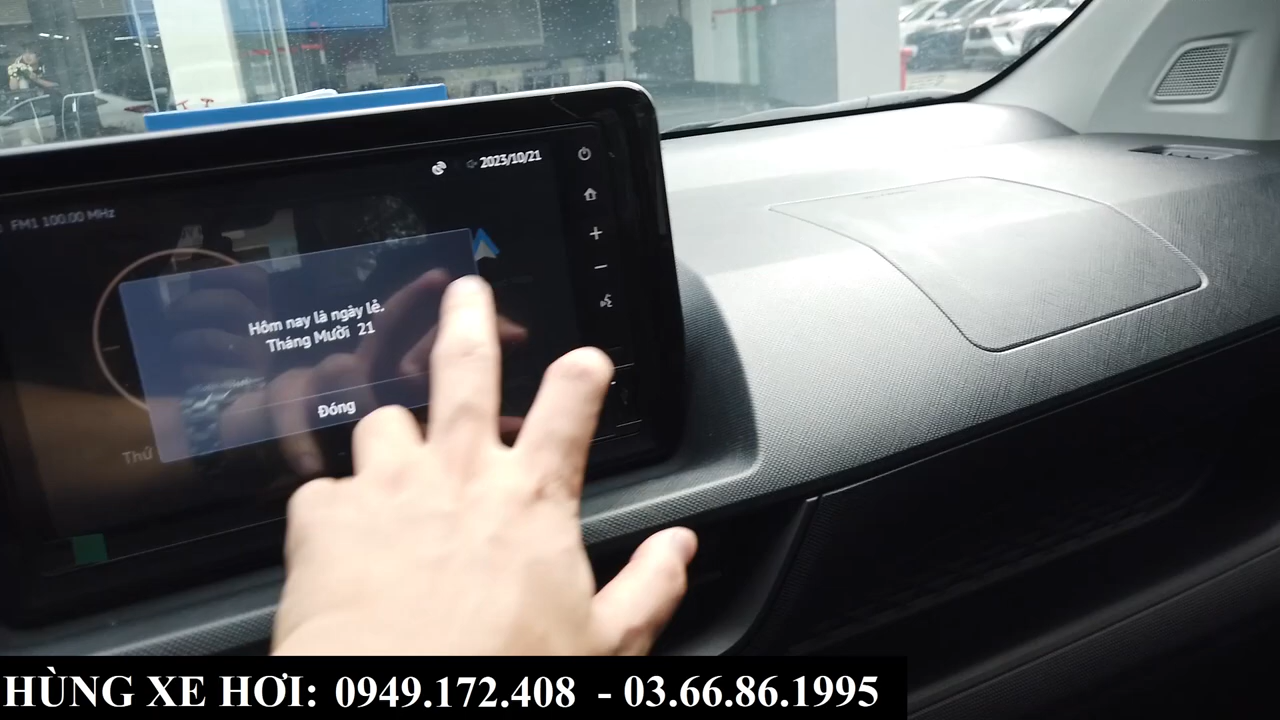 2023/10/21
FM1 100.00 MHz
Hôm nay là ngày lẻ.
Tháng Mười 21
Đóng
Thứ
HÙNG XE HƠI: 0949.172.408 - 03.66.86.1995